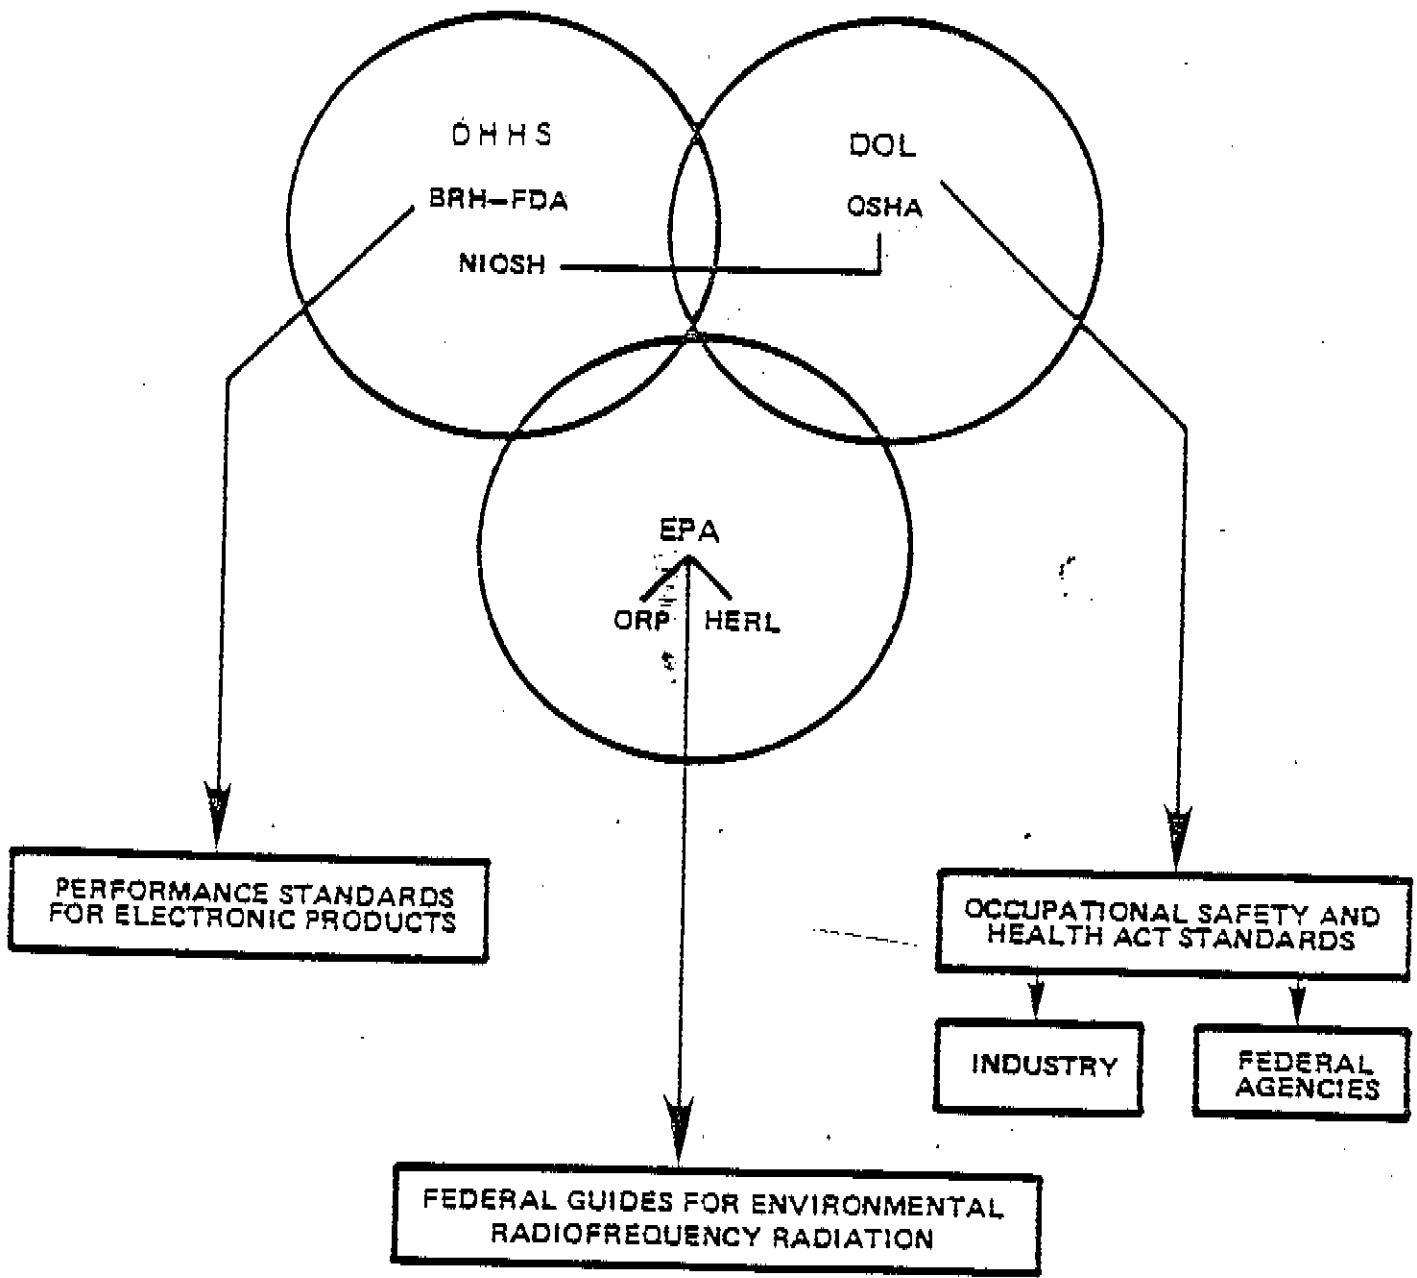 DHHS
BRH-FDA
NIOSH
DOL
OSHA
EPA
ORP
HERL
PERFORMANCE STANDARDS
FOR ELECTRONIC PRODUCTS
OCCUPATIONAL SAFETY AND
HEALTH ACT STANDARDS
INDUSTRY
FEDERAL
AGENCIES
FEDERAL GUIDES FOR ENVIRONMENTAL
RADIOFREQUENCY RADIATION